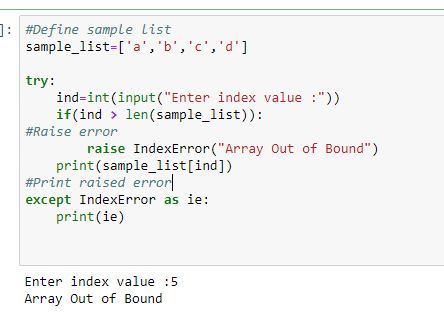 ]: #Define sample list
sample_list=['a','b','c','d']
try:
    ind=int(input("Enter index value :"))
    if(ind > len(sample_list)):
#Raise error
        raise IndexError("Array Out of Bound")
    print(sample_list[ind])
#Print raised error
except IndexError as ie:
    print(ie)
Enter index value :5
Array Out of Bound